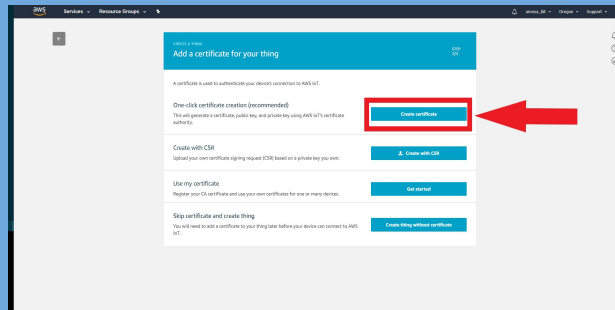 aws
Services
Resource Groups
Oregon
Support
CREATE A THING
Add a certificate for your thing
STEP
A certificate is used to authenticate your device's connection to AWS IoT.
One-click certificate creation (recommended)
This will generate a certificate, public key, and private key using AWS IoT's certificate
authority.
Create certificate
Create with CSR
Upload your own certificate signing request (CSR) based on a private key you own.
Create with CSR
Use my certificate
Register your CA certificate and use your own certificates for one or many devices.
Get started
Skip certificate and create thing
You will need to add a certificate to your thing later before your device can connect to AWS
IoT.
Create thing without certificate